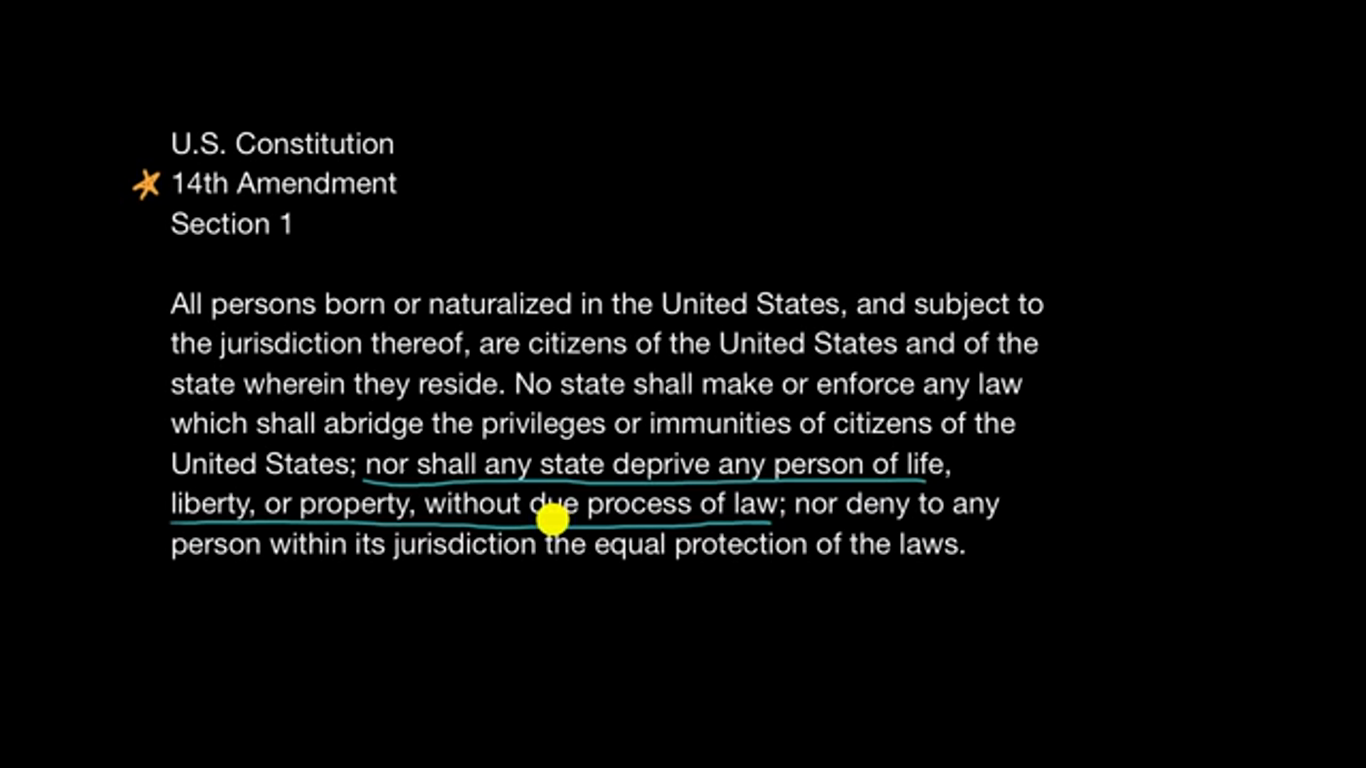 U.S. Constitution
14th Amendment
Section 1
All persons born or naturalized in the United States, and subject to
the jurisdiction thereof, are citizens of the United States and of the
state wherein they reside. No state shall make or enforce any law
which shall abridge the privileges or immunities of citizens of the
United States; nor shall any state deprive any person of life,
liberty, or property, without due process of law; nor deny to any
person within its jurisdiction the equal protection of the laws.